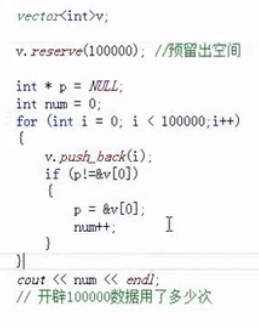 vector<int>v;
v.reserve(100000); //预留出空间
int * p = NULL;
int num = 0;
for (int i = 0; i < 100000;i++)
{
v.push_back(i);
if (p!=&v[0])
{
p = &v[0];
num++;
}
}
cout << num << endl;
// 开辟100000数据用了多少次